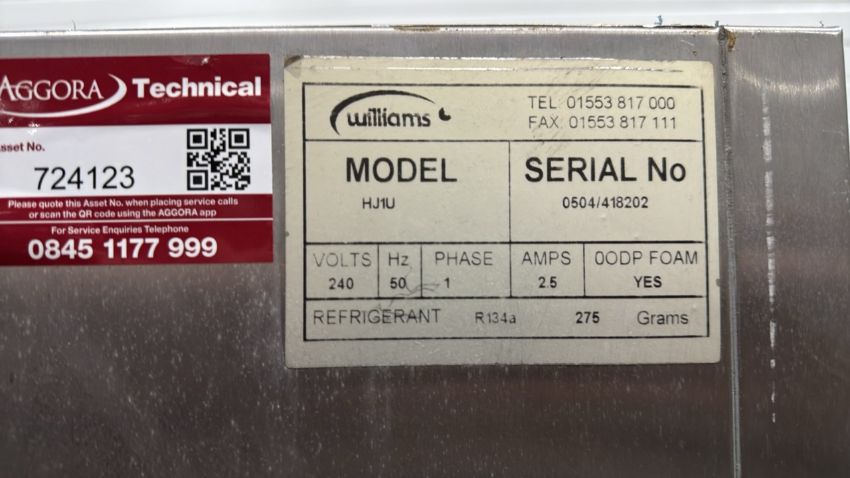 AGGORA Technical
Asset No.
724123
Please quote this Asset No. when placing service calls
or scan the QR code using the AGGORA app
For Service Enquiries Telephone
0845 1177 999
williams
TEL 01553 817 000
FAX. 01553 817 111
MODEL
HJ1U
SERIAL No
0504/418202
VOLTS Hz PHASE AMPS 0ODP FOAM
240 50 1 2.5 YES
REFRIGERANT R134a 275 Grams